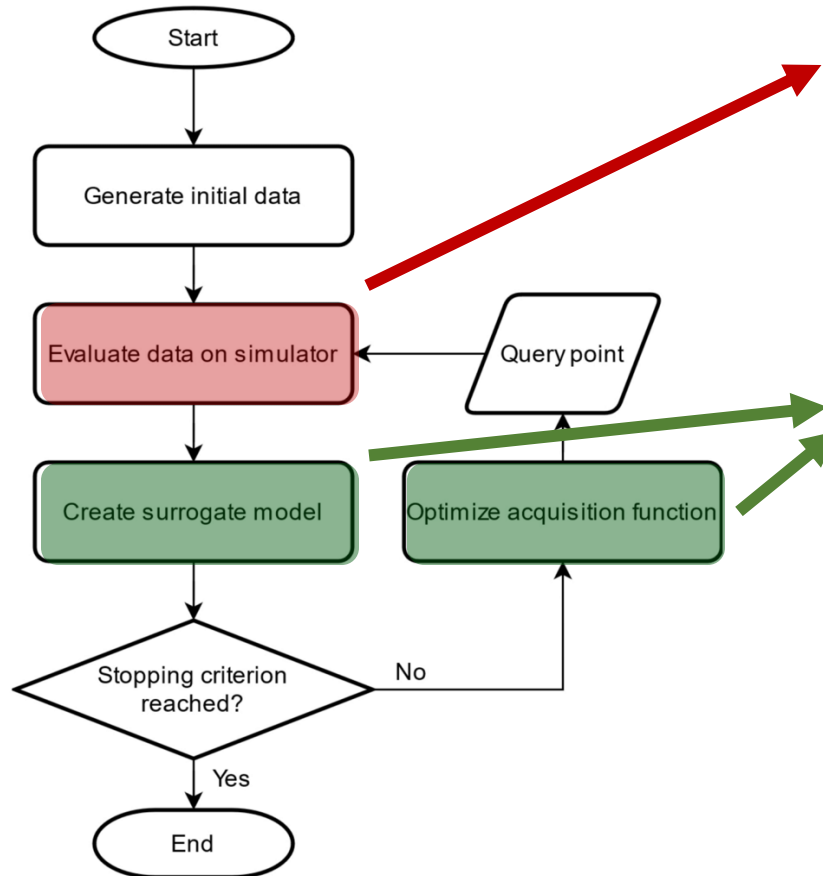 Start
Generate initial data
Evaluate data on simulator
Query point
Create surrogate model
Optimize acquisition function
Stopping criterion
reached?
No
Yes
End